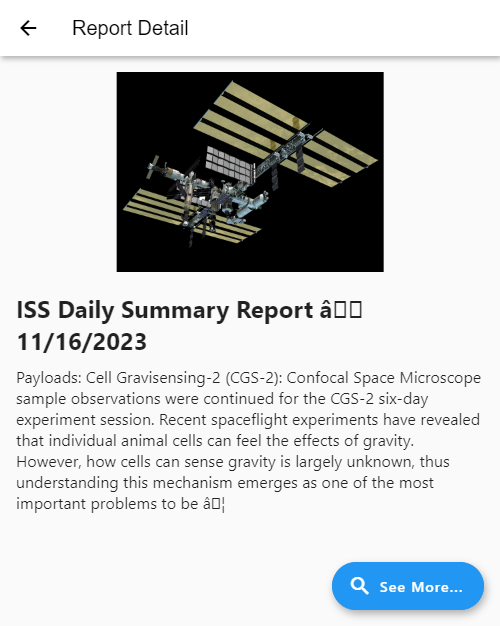 Report Detail
ISS Daily Summary Report â
11/16/2023
Payloads: Cell Gravisensing-2 (CGS-2): Confocal Space Microscope
sample observations were continued for the CGS-2 six-day
experiment session. Recent spaceflight experiments have revealed
that individual animal cells can feel the effects of gravity.
However, how cells can sense gravity is largely unknown, thus
understanding this mechanism emerges as one of the most
important problems to be â▯¦
See More...